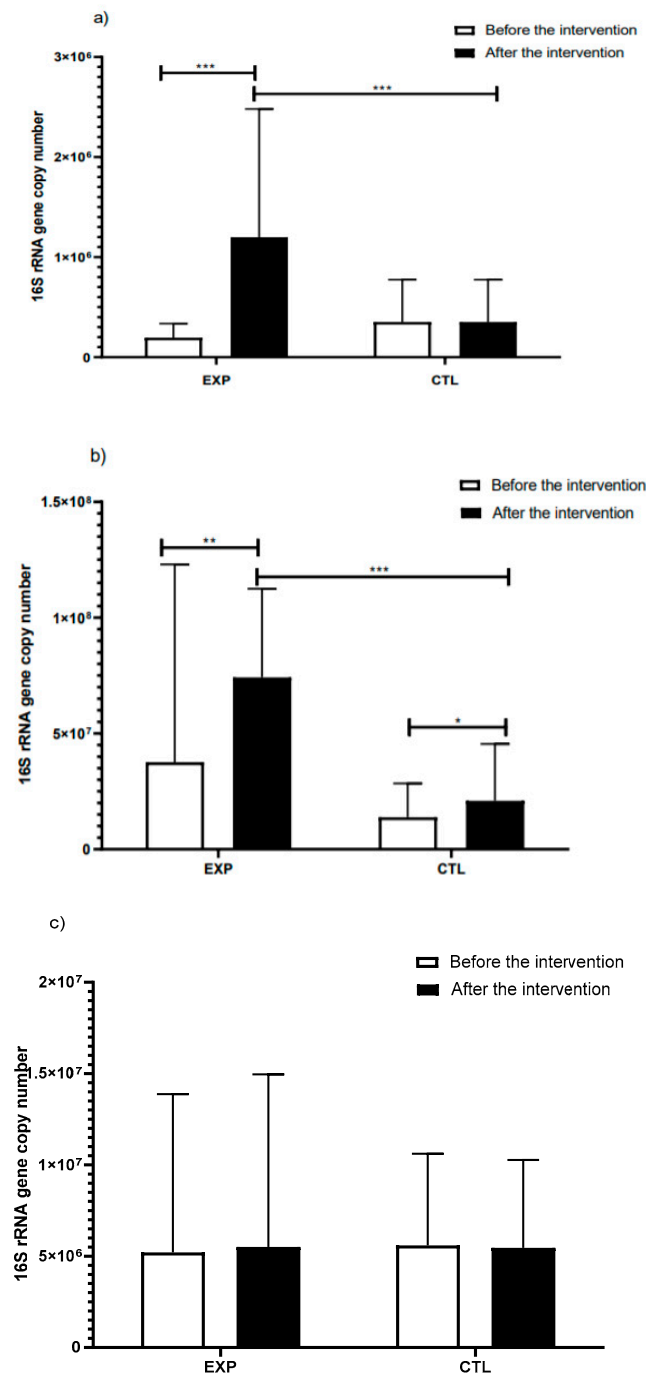 a)
Before the intervention
After the intervention
3×10⁶
***
***
2×10⁶
1×10⁶
0
16S rRNA gene copy number
EXP
CTL
b)
Before the intervention
After the intervention
1.5×10⁸
**
***
1×10⁸
5×10⁷
*
0
16S rRNA gene copy number
EXP
CTL
c)
Before the intervention
After the intervention
2×10⁷
1.5×10⁷
1×10⁷
5×10⁶
0
16S rRNA gene copy number
EXP
CTL